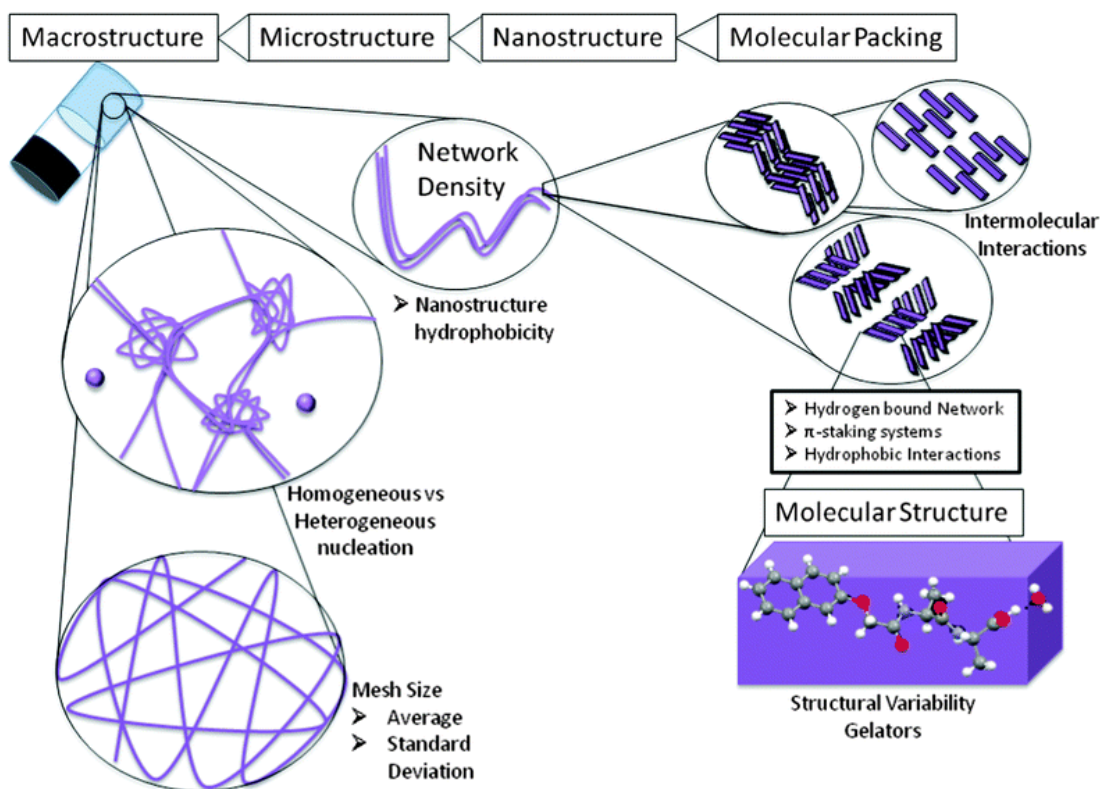 Macrostructure
Microstructure
Nanostructure
Molecular Packing
Network
Density
Intermolecular
Interactions
➤ Nanostructure
hydrophobicity
➤ Hydrogen bound Network
➤ π-staking systems
➤ Hydrophobic Interactions
Homogeneous vs
Heterogeneous
nucleation
Molecular Structure
Mesh Size
➤ Average
➤ Standard
Deviation
Structural Variability
Gelators